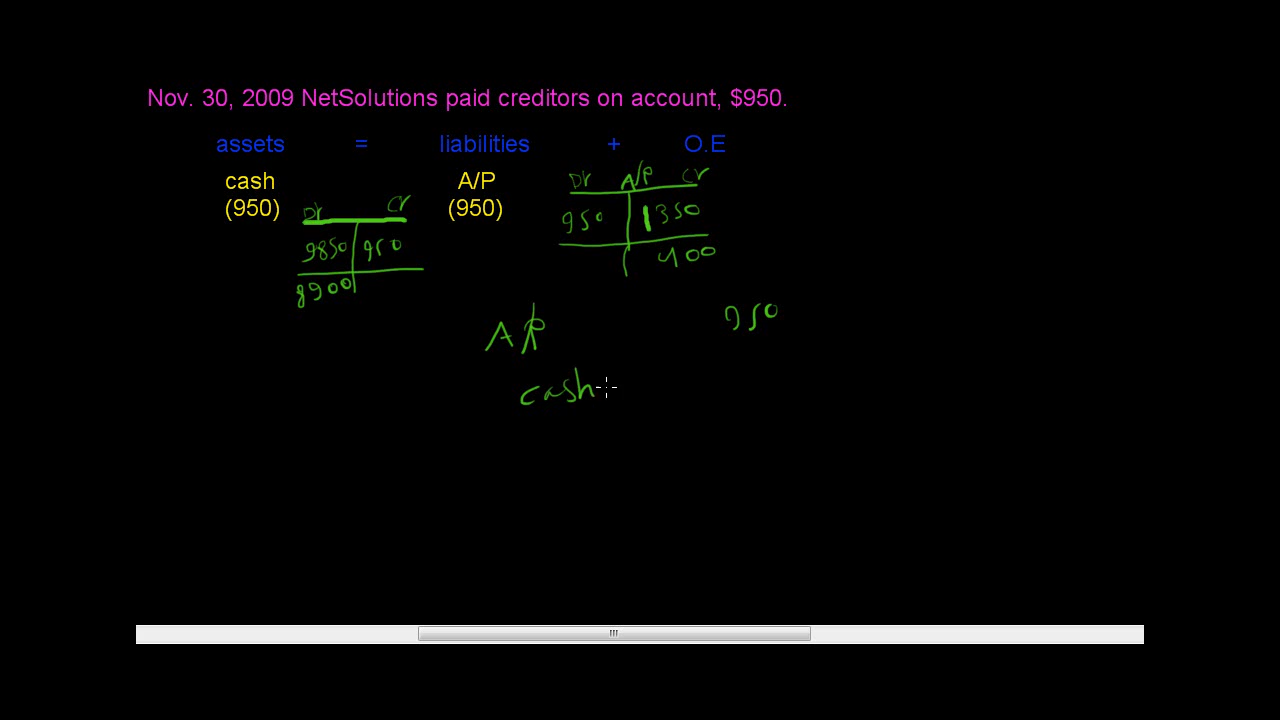 Nov. 30, 2009 NetSolutions paid creditors on account, $950.
assets = liabilities + O.E
cash A/P Dr A/P Cr
(950) Dr Cr (950) 950 1350
9850 950 400
8900
A/P 950
cash